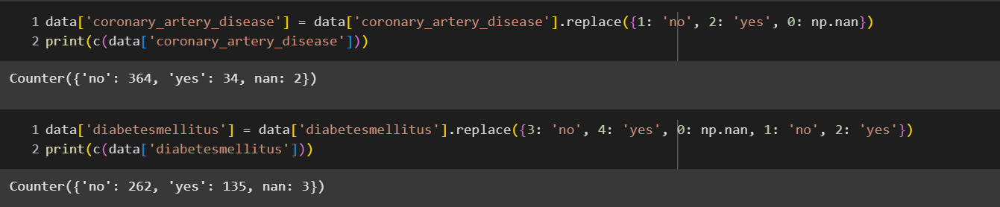 1 data['coronary_artery_disease'] = data['coronary_artery_disease'].replace({1: 'no', 2: 'yes', 0: np.nan})
2 print(c(data['coronary_artery_disease']))
Counter({'no': 364, 'yes': 34, nan: 2})
1 data['diabetesmellitus'] = data['diabetesmellitus'].replace({3: 'no', 4: 'yes', 0: np.nan, 1: 'no', 2: 'yes'})
2 print(c(data['diabetesmellitus']))
Counter({'no': 262, 'yes': 135, nan: 3})